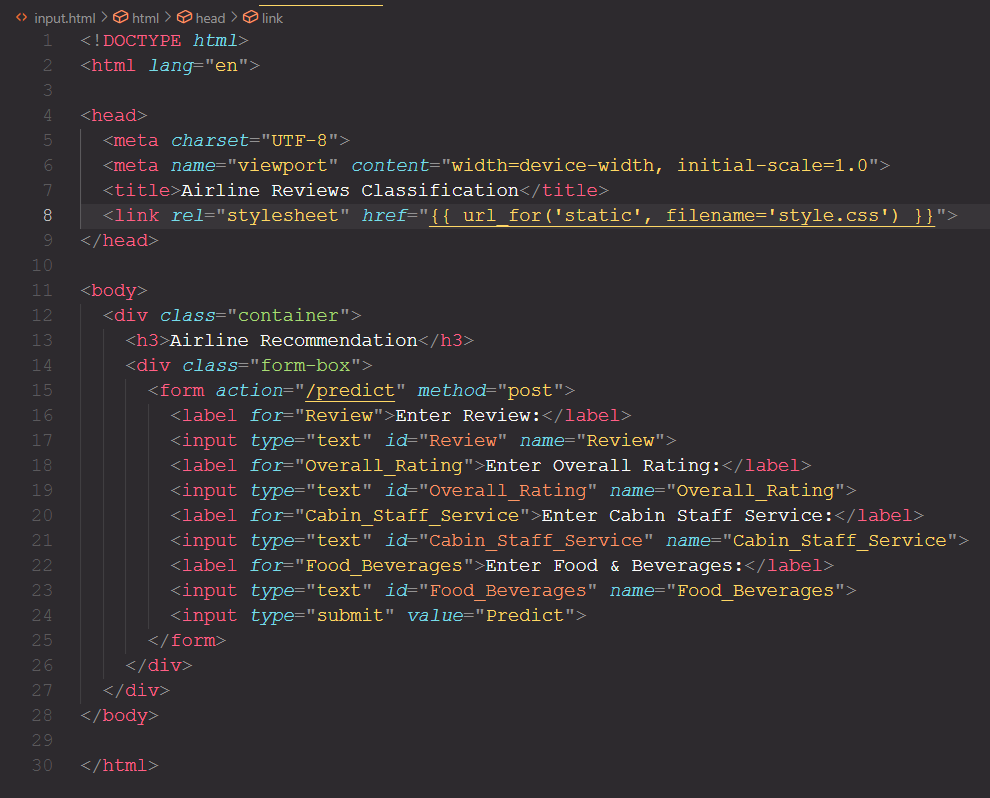 input.html > html > head > link
1 <!DOCTYPE html>
2 <html lang="en">
3
4 <head>
5 <meta charset="UTF-8">
6 <meta name="viewport" content="width=device-width, initial-scale=1.0">
7 <title>Airline Reviews Classification</title>
8 <link rel="stylesheet" href="{{ url_for('static', filename='style.css') }}">
9 </head>
10
11 <body>
12 <div class="container">
13 <h3>Airline Recommendation</h3>
14 <div class="form-box">
15 <form action="/predict" method="post">
16 <label for="Review">Enter Review:</label>
17 <input type="text" id="Review" name="Review">
18 <label for="Overall_Rating">Enter Overall Rating:</label>
19 <input type="text" id="Overall_Rating" name="Overall_Rating">
20 <label for="Cabin_Staff_Service">Enter Cabin Staff Service:</label>
21 <input type="text" id="Cabin_Staff_Service" name="Cabin_Staff_Service">
22 <label for="Food_Beverages">Enter Food & Beverages:</label>
23 <input type="text" id="Food_Beverages" name="Food_Beverages">
24 <input type="submit" value="Predict">
25 </form>
26 </div>
27 </div>
28 </body>
29
30 </html>